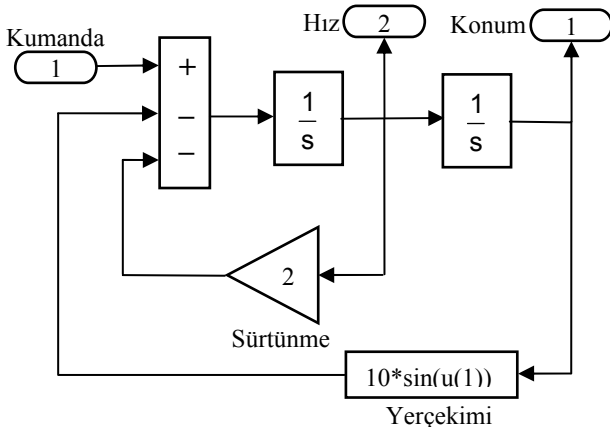 Kumanda
1
Hız
2
Konum
1
+
−
−
1
s
1
s
2
Sürtünme
10*sin(u(1))
Yerçekimi